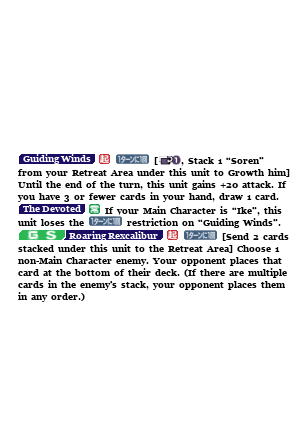 Guiding Winds 起 1ターンに1回 [①, Stack 1 “Soren”
from your Retreat Area under this unit to Growth him]
Until the end of the turn, this unit gains +20 attack. If
you have 3 or fewer cards in your hand, draw 1 card.
The Devoted 常 If your Main Character is “Ike”, this
unit loses the 1ターンに1回 restriction on “Guiding Winds”.
G S Roaring Rexcalibur 起 1ターンに1回 [Send 2 cards
stacked under this unit to the Retreat Area] Choose 1
non-Main Character enemy. Your opponent places that
card at the bottom of their deck. (If there are multiple
cards in the enemy's stack, your opponent places them
in any order.)